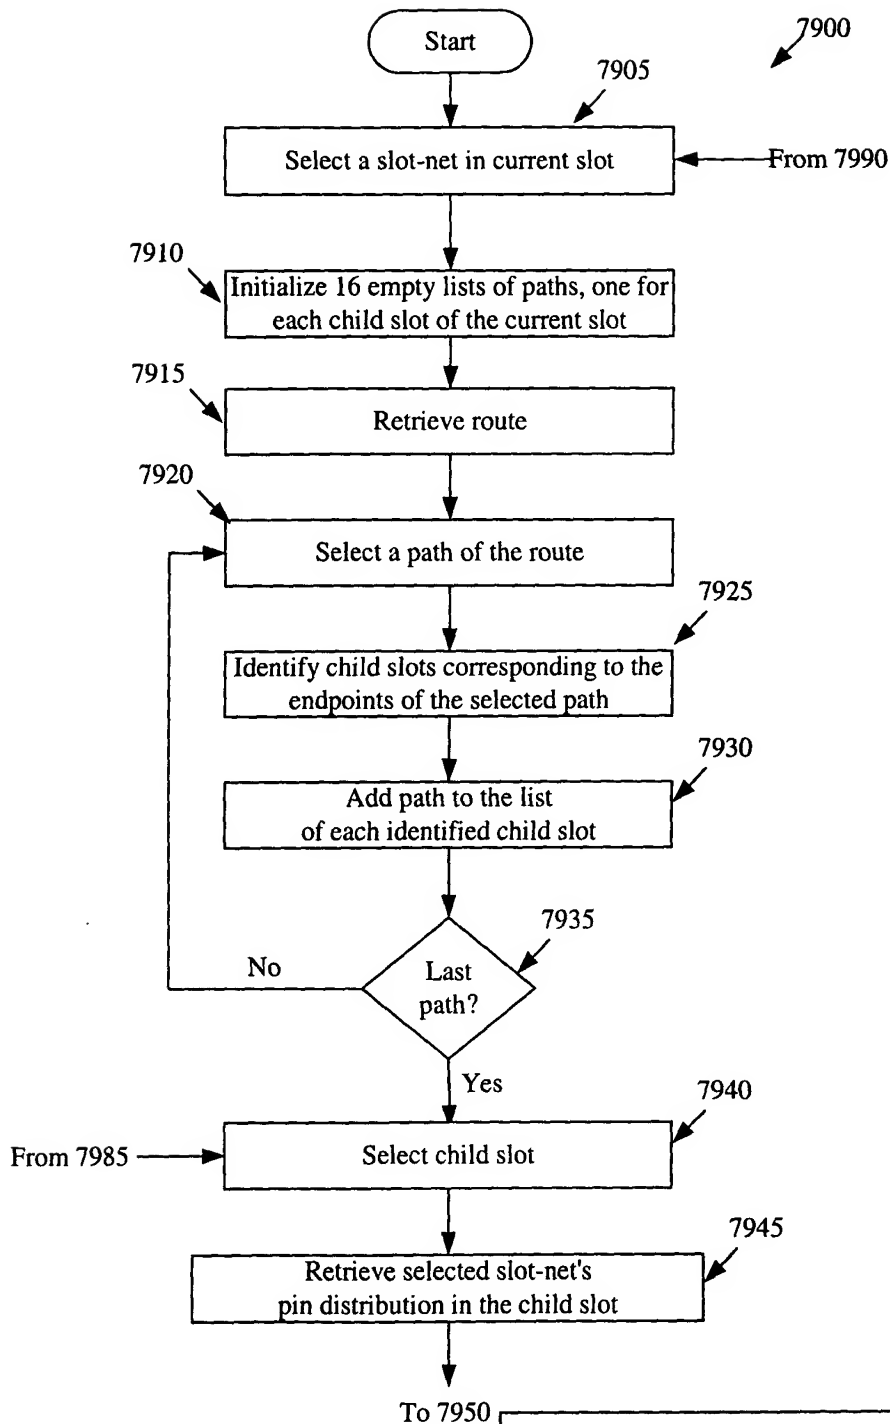 Start
7900
7905
Select a slot-net in current slot
From 7990
7910
Initialize 16 empty lists of paths, one for
each child slot of the current slot
7915
Retrieve route
7920
Select a path of the route
7925
Identify child slots corresponding to the
endpoints of the selected path
7930
Add path to the list
of each identified child slot
7935
Last
path?
No
Yes
7940
From 7985
Select child slot
7945
Retrieve selected slot-net's
pin distribution in the child slot
To 7950